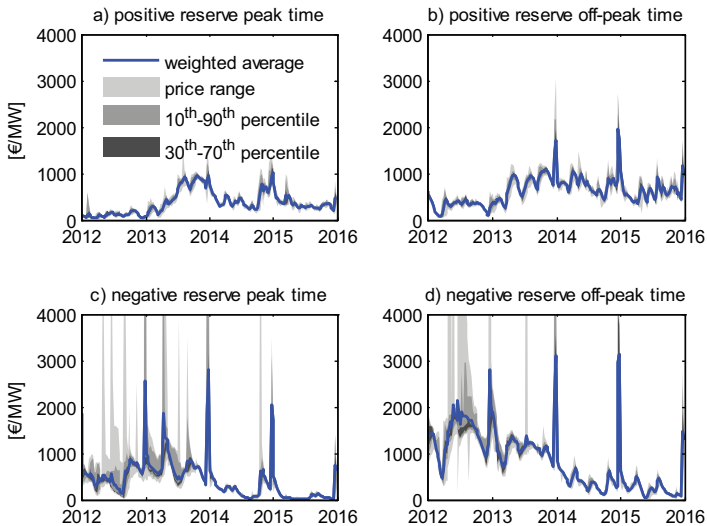 a) positive reserve peak time
b) positive reserve off-peak time
[€/MW]
4000
3000
2000
1000
0
weighted average
price range
10th-90th percentile
30th-70th percentile
2012 2013 2014 2015 2016
4000
3000
2000
1000
0
2012 2013 2014 2015 2016
c) negative reserve peak time
d) negative reserve off-peak time
[€/MW]
4000
3000
2000
1000
0
2012 2013 2014 2015 2016
4000
3000
2000
1000
0
2012 2013 2014 2015 2016